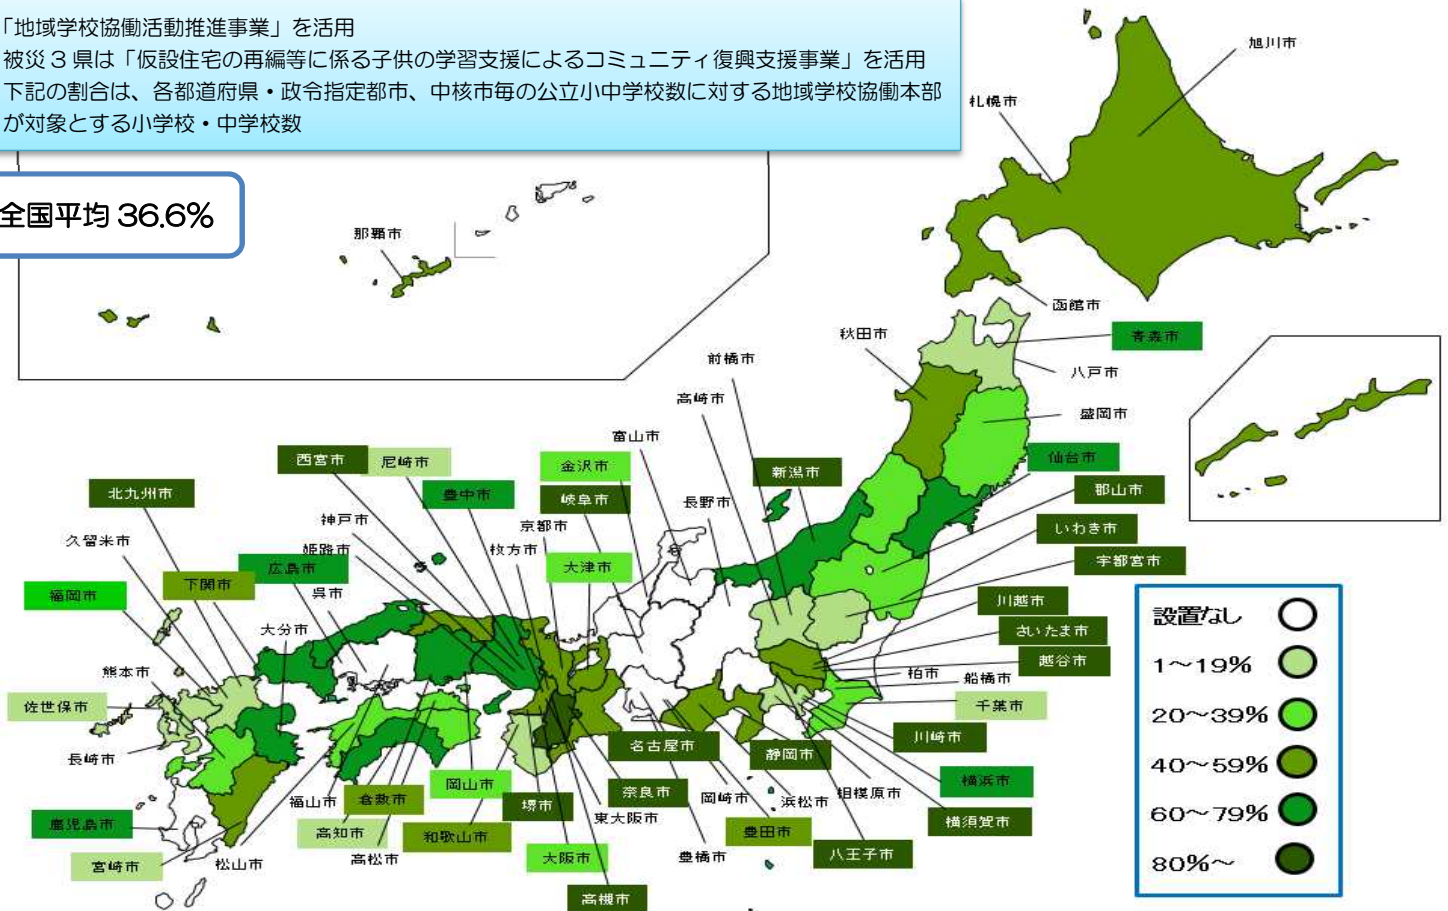 「地域学校協働活動推進事業」を活用
被災3県は「仮設住宅の再編等に係る子供の学習支援によるコミュニティ復興支援事業」を活用
下記の割合は、各都道府県・政令指定都市、中核市毎の公立小中学校数に対する地域学校協働本部
が対象とする小学校・中学校数
全国平均 36.6%
旭川市
札幌市
那覇市
函館市
秋田市
青森市
前橋市
八戸市
高崎市
盛岡市
富山市
西宮市
尼崎市
金沢市
仙台市
新潟市
北九州市
豊中市
岐阜市
長野市
郡山市
神戸市
京都市
いわき市
久留米市
姫路市
枚方市
宇都宮市
広島市
大津市
下関市
呉市
福岡市
川越市
大分市
さいたま市
越谷市
熊本市
柏市
船橋市
佐世保市
千葉市
川崎市
名古屋市
静岡市
長崎市
岡山市
横浜市
奈良市
相模原市
福山市
倉敷市
堺市
岡崎市
浜松市
東大阪市
横須賀市
鹿児島市
高知市
和歌山市
豊田市
高松市
大阪市
豊橋市
八王子市
宮崎市
松山市
高槻市
設置なし
1～19%
20～39%
40～59%
60～79%
80%～